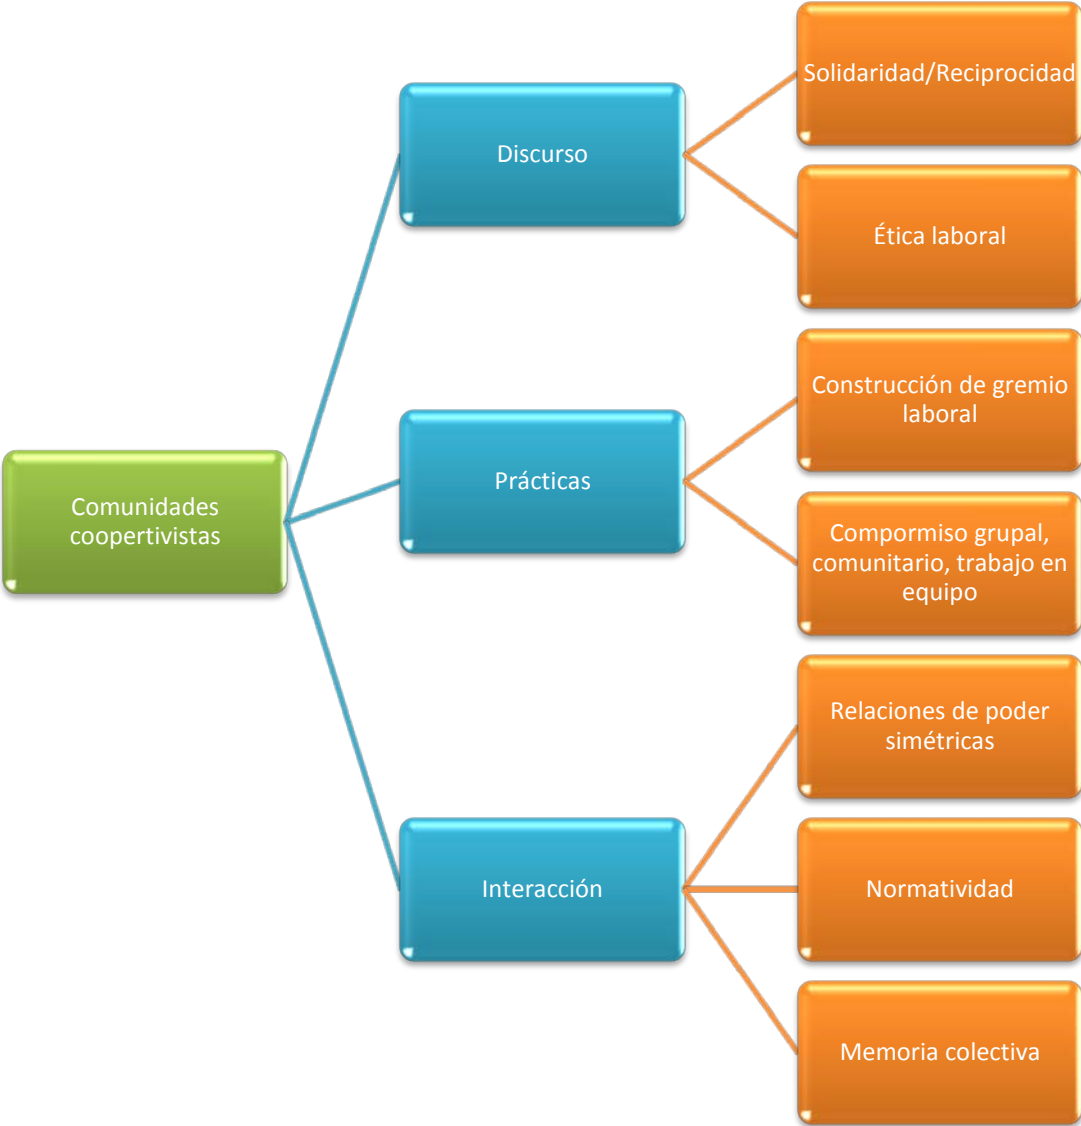 Comunidades
coopertivistas
Discurso
Solidaridad/Reciprocidad
Ética laboral
Prácticas
Construcción de gremio
laboral
Compormiso grupal,
comunitario, trabajo en
equipo
Interacción
Relaciones de poder
simétricas
Normatividad
Memoria colectiva